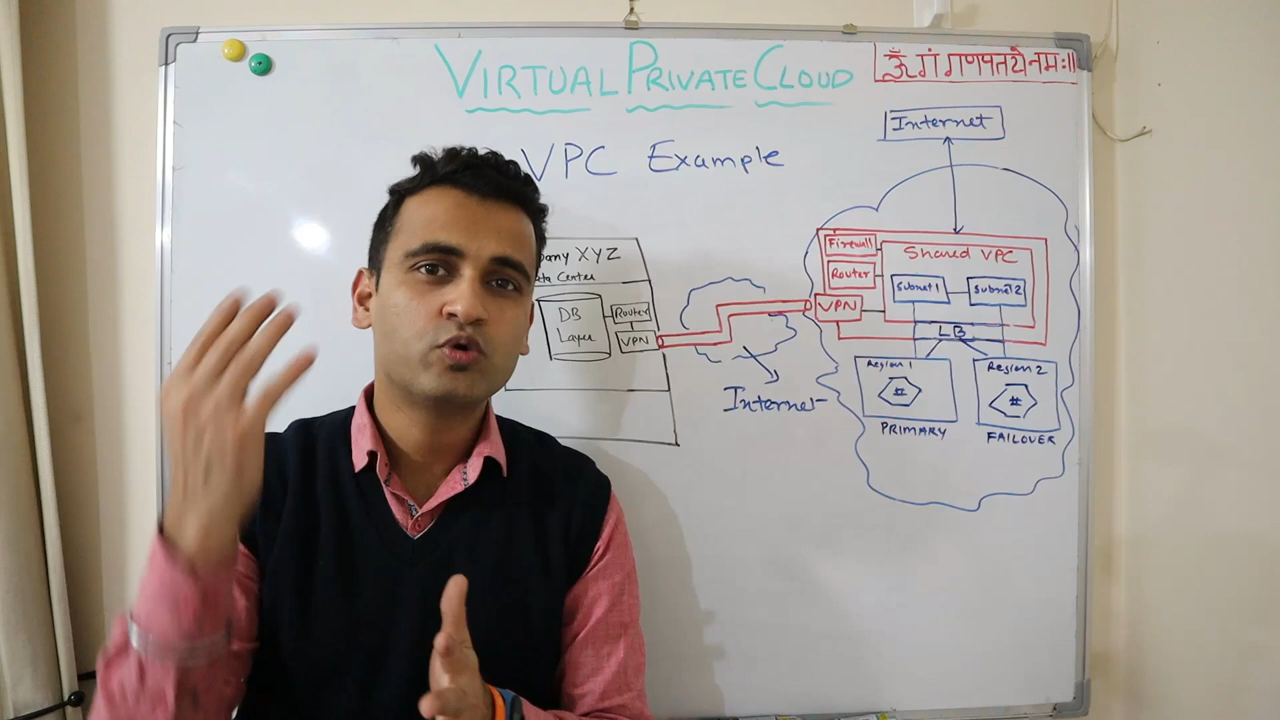 VIRTUAL PRIVATE CLOUD
ॐ गं गणपतये नमः॥
VPC Example
Internet
pany XYZ
ata Center
DB
Layer
Router
VPN
Internet
Firewall
Router
VPN
Shared VPC
Subnet 1
Subnet 2
LB
Region 1
#
PRIMARY
Region 2
#
FAILOVER